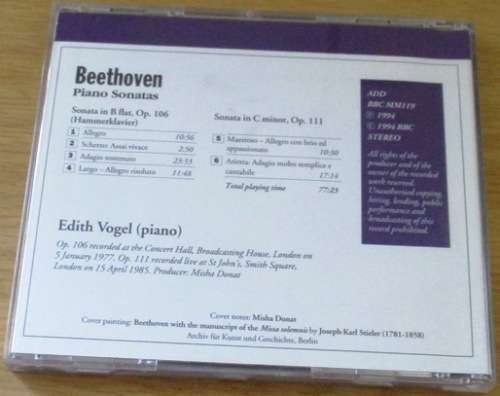 Beethoven
Piano Sonatas
Sonata in B flat, Op. 106
(Hammerklavier)
1 Allegro 10:56
2 Scherzo: Assai vivace 2:50
3 Adagio sostenuto 23:53
4 Largo – Allegro risoluto 11:48
Sonata in C minor, Op. 111
5 Maestoso – Allegro con brio ed
appassionato 10:30
6 Arietta: Adagio molto semplice e
cantabile 17:14
Total playing time 77:25
ADD
BBC MM119
Ⓟ 1994
© 1994 BBC
STEREO
All rights of the
producer and of the
owner of the recorded
work reserved.
Unauthorised copying,
hiring, lending, public
performance and
broadcasting of this
record prohibited.
Edith Vogel (piano)
Op. 106 recorded at the Concert Hall, Broadcasting House, London on
5 January 1977. Op. 111 recorded live at St John's, Smith Square,
London on 15 April 1985. Producer: Misha Donat
Cover notes: Misha Donat
Cover painting: Beethoven with the manuscript of the Missa solemnis by Joseph Karl Stieler (1781-1858)
Archiv für Kunst und Geschichte, Berlin